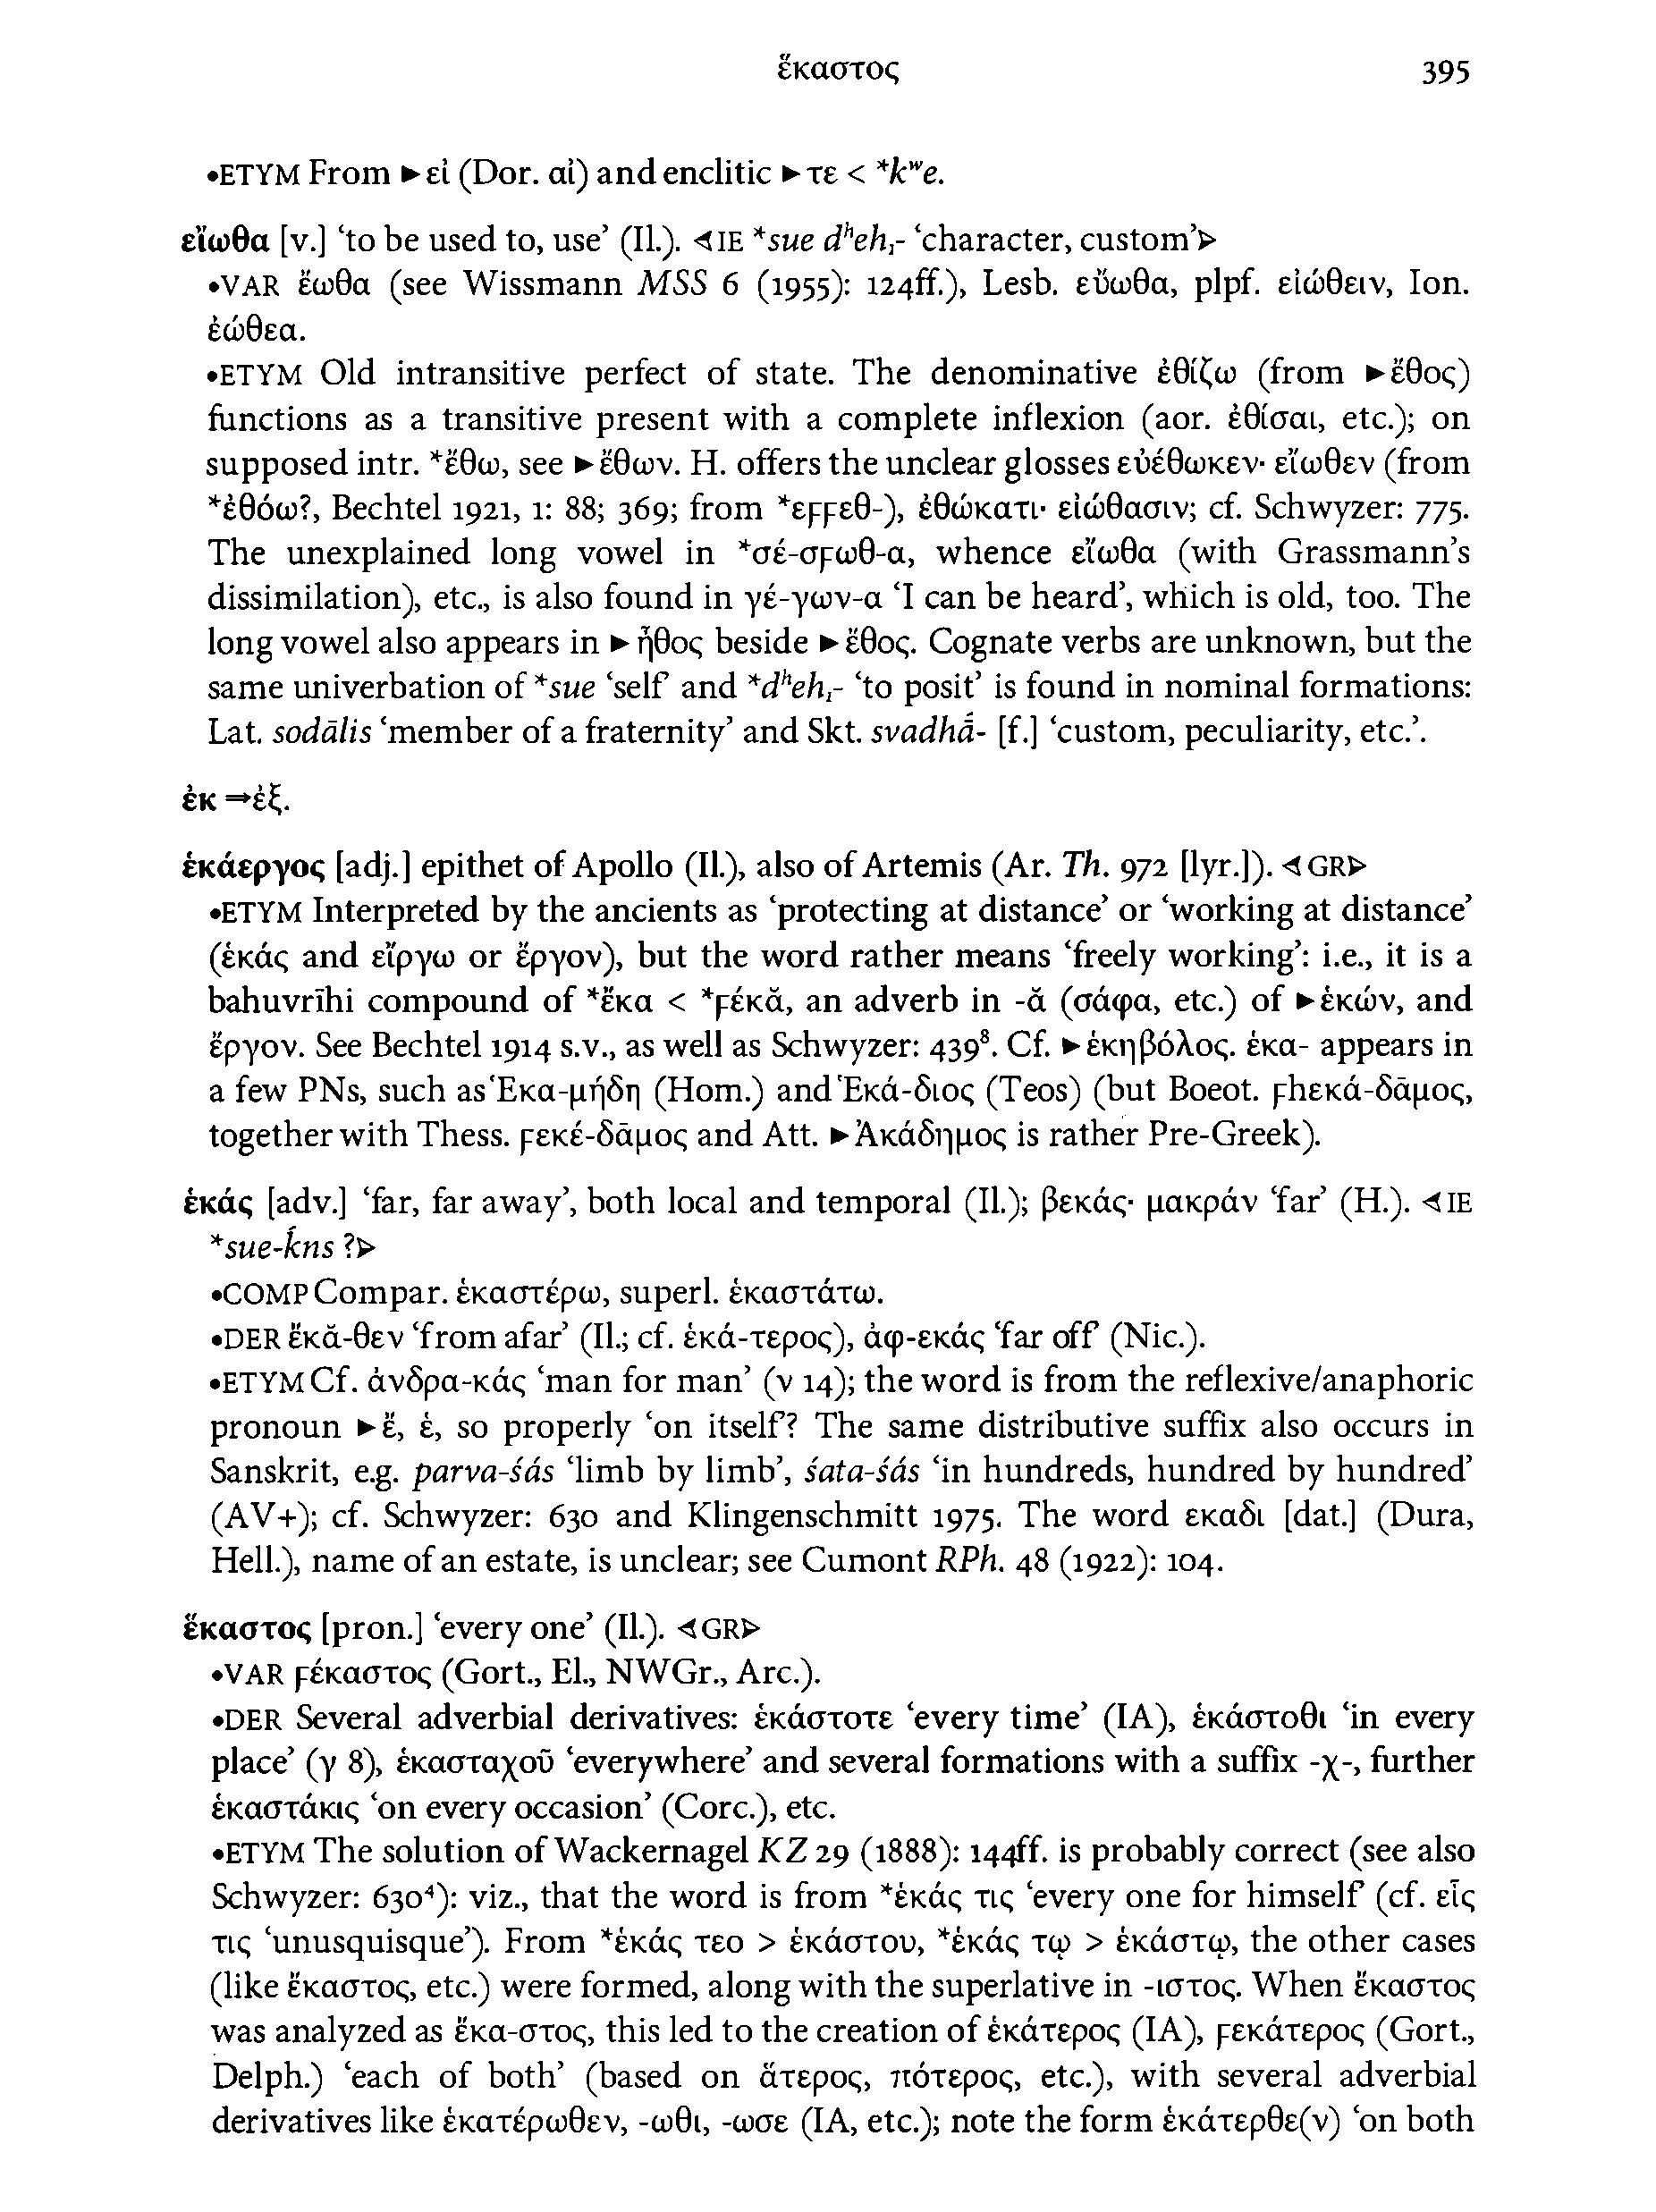 ἕκαστος 395
•ETYM From ►εἰ (Dor. αἰ) and enclitic ►τε < *kʷe.
εἴωθα [v.] ‘to be used to, use’ (Il.). ◄IE *sue dʰeh₁- ‘character, custom’►
•VAR ἔωθα (see Wissmann MSS 6 (1955): 124ff.), Lesb. εὔωθα, plpf. εἰώθειν, Ion.
ἐώθεα.
•ETYM Old intransitive perfect of state. The denominative ἐθίζω (from ►ἔθος)
functions as a transitive present with a complete inflexion (aor. ἐθίσαι, etc.); on
supposed intr. *ἔθω, see ►ἔθων. H. offers the unclear glosses εὐέθωκεν· εἴωθεν (from
*ἐθόω?, Bechtel 1921, 1: 88; 369; from *εϝϝεθ-), ἐθώκατι· εἰώθασιν; cf. Schwyzer: 775.
The unexplained long vowel in *σέ-σϝωθ-α, whence εἴωθα (with Grassmann’s
dissimilation), etc., is also found in γέ-γων-α ‘I can be heard’, which is old, too. The
long vowel also appears in ►ἦθος beside ►ἔθος. Cognate verbs are unknown, but the
same univerbation of *sue ‘self’ and *dʰeh₁- ‘to posit’ is found in nominal formations:
Lat. sodālis ‘member of a fraternity’ and Skt. svadhā́- [f.] ‘custom, peculiarity, etc.’.
ἐκ ⇒ἐξ.
ἑκάεργος [adj.] epithet of Apollo (Il.), also of Artemis (Ar. Th. 972 [lyr.]). ◄GR►
•ETYM Interpreted by the ancients as ‘protecting at distance’ or ‘working at distance’
(ἑκάς and εἴργω or ἔργον), but the word rather means ‘freely working’: i.e., it is a
bahuvrīhi compound of *ἕκα < *ϝέκᾰ, an adverb in -ᾰ (σάφα, etc.) of ►ἑκών, and
ἔργον. See Bechtel 1914 s.v., as well as Schwyzer: 439⁸. Cf. ►ἑκηβόλος. ἑκα- appears in
a few PNs, such as Ἑκα-μήδη (Hom.) and Ἑκά-διος (Teos) (but Boeot. ϝhεκά-δᾱμος,
together with Thess. ϝεκέ-δᾱμος and Att. ►Ἀκάδημος is rather Pre-Greek).
ἑκάς [adv.] ‘far, far away’, both local and temporal (Il.); βεκάς· μακράν ‘far’ (H.). ◄IE
*sue-ḱns ?►
•COMP Compar. ἑκαστέρω, superl. ἑκαστάτω.
•DER ἕκᾰ-θεν ‘from afar’ (Il.; cf. ἑκά-τερος), ἀφ-εκάς ‘far off’ (Nic.).
•ETYM Cf. ἀνδρα-κάς ‘man for man’ (ν 14); the word is from the reflexive/anaphoric
pronoun ►ἕ, ἑ, so properly ‘on itself’? The same distributive suffix also occurs in
Sanskrit, e.g. parva-śás ‘limb by limb’, śata-śás ‘in hundreds, hundred by hundred’
(AV+); cf. Schwyzer: 630 and Klingenschmitt 1975. The word εκαδι [dat.] (Dura,
Hell.), name of an estate, is unclear; see Cumont RPh. 48 (1922): 104.
ἕκαστος [pron.] ‘every one’ (Il.). ◄GR►
•VAR ϝέκαστος (Gort., El., NWGr., Arc.).
•DER Several adverbial derivatives: ἑκάστοτε ‘every time’ (IA), ἑκάστοθι ‘in every
place’ (γ 8), ἑκασταχοῦ ‘everywhere’ and several formations with a suffix -χ-, further
ἑκαστάκις ‘on every occasion’ (Corc.), etc.
•ETYM The solution of Wackernagel KZ 29 (1888): 144ff. is probably correct (see also
Schwyzer: 630⁴): viz., that the word is from *ἑκάς τις ‘every one for himself’ (cf. εἷς
τις ‘unusquisque’). From *ἑκάς τεο > ἑκάστου, *ἑκάς τῳ > ἑκάστῳ, the other cases
(like ἕκαστος, etc.) were formed, along with the superlative in -ιστος. When ἕκαστος
was analyzed as ἕκα-στος, this led to the creation of ἑκάτερος (IA), ϝεκάτερος (Gort.,
Delph.) ‘each of both’ (based on ἅτερος, πότερος, etc.), with several adverbial
derivatives like ἑκατέρωθεν, -ωθι, -ωσε (IA, etc.); note the form ἑκάτερθε(ν) ‘on both